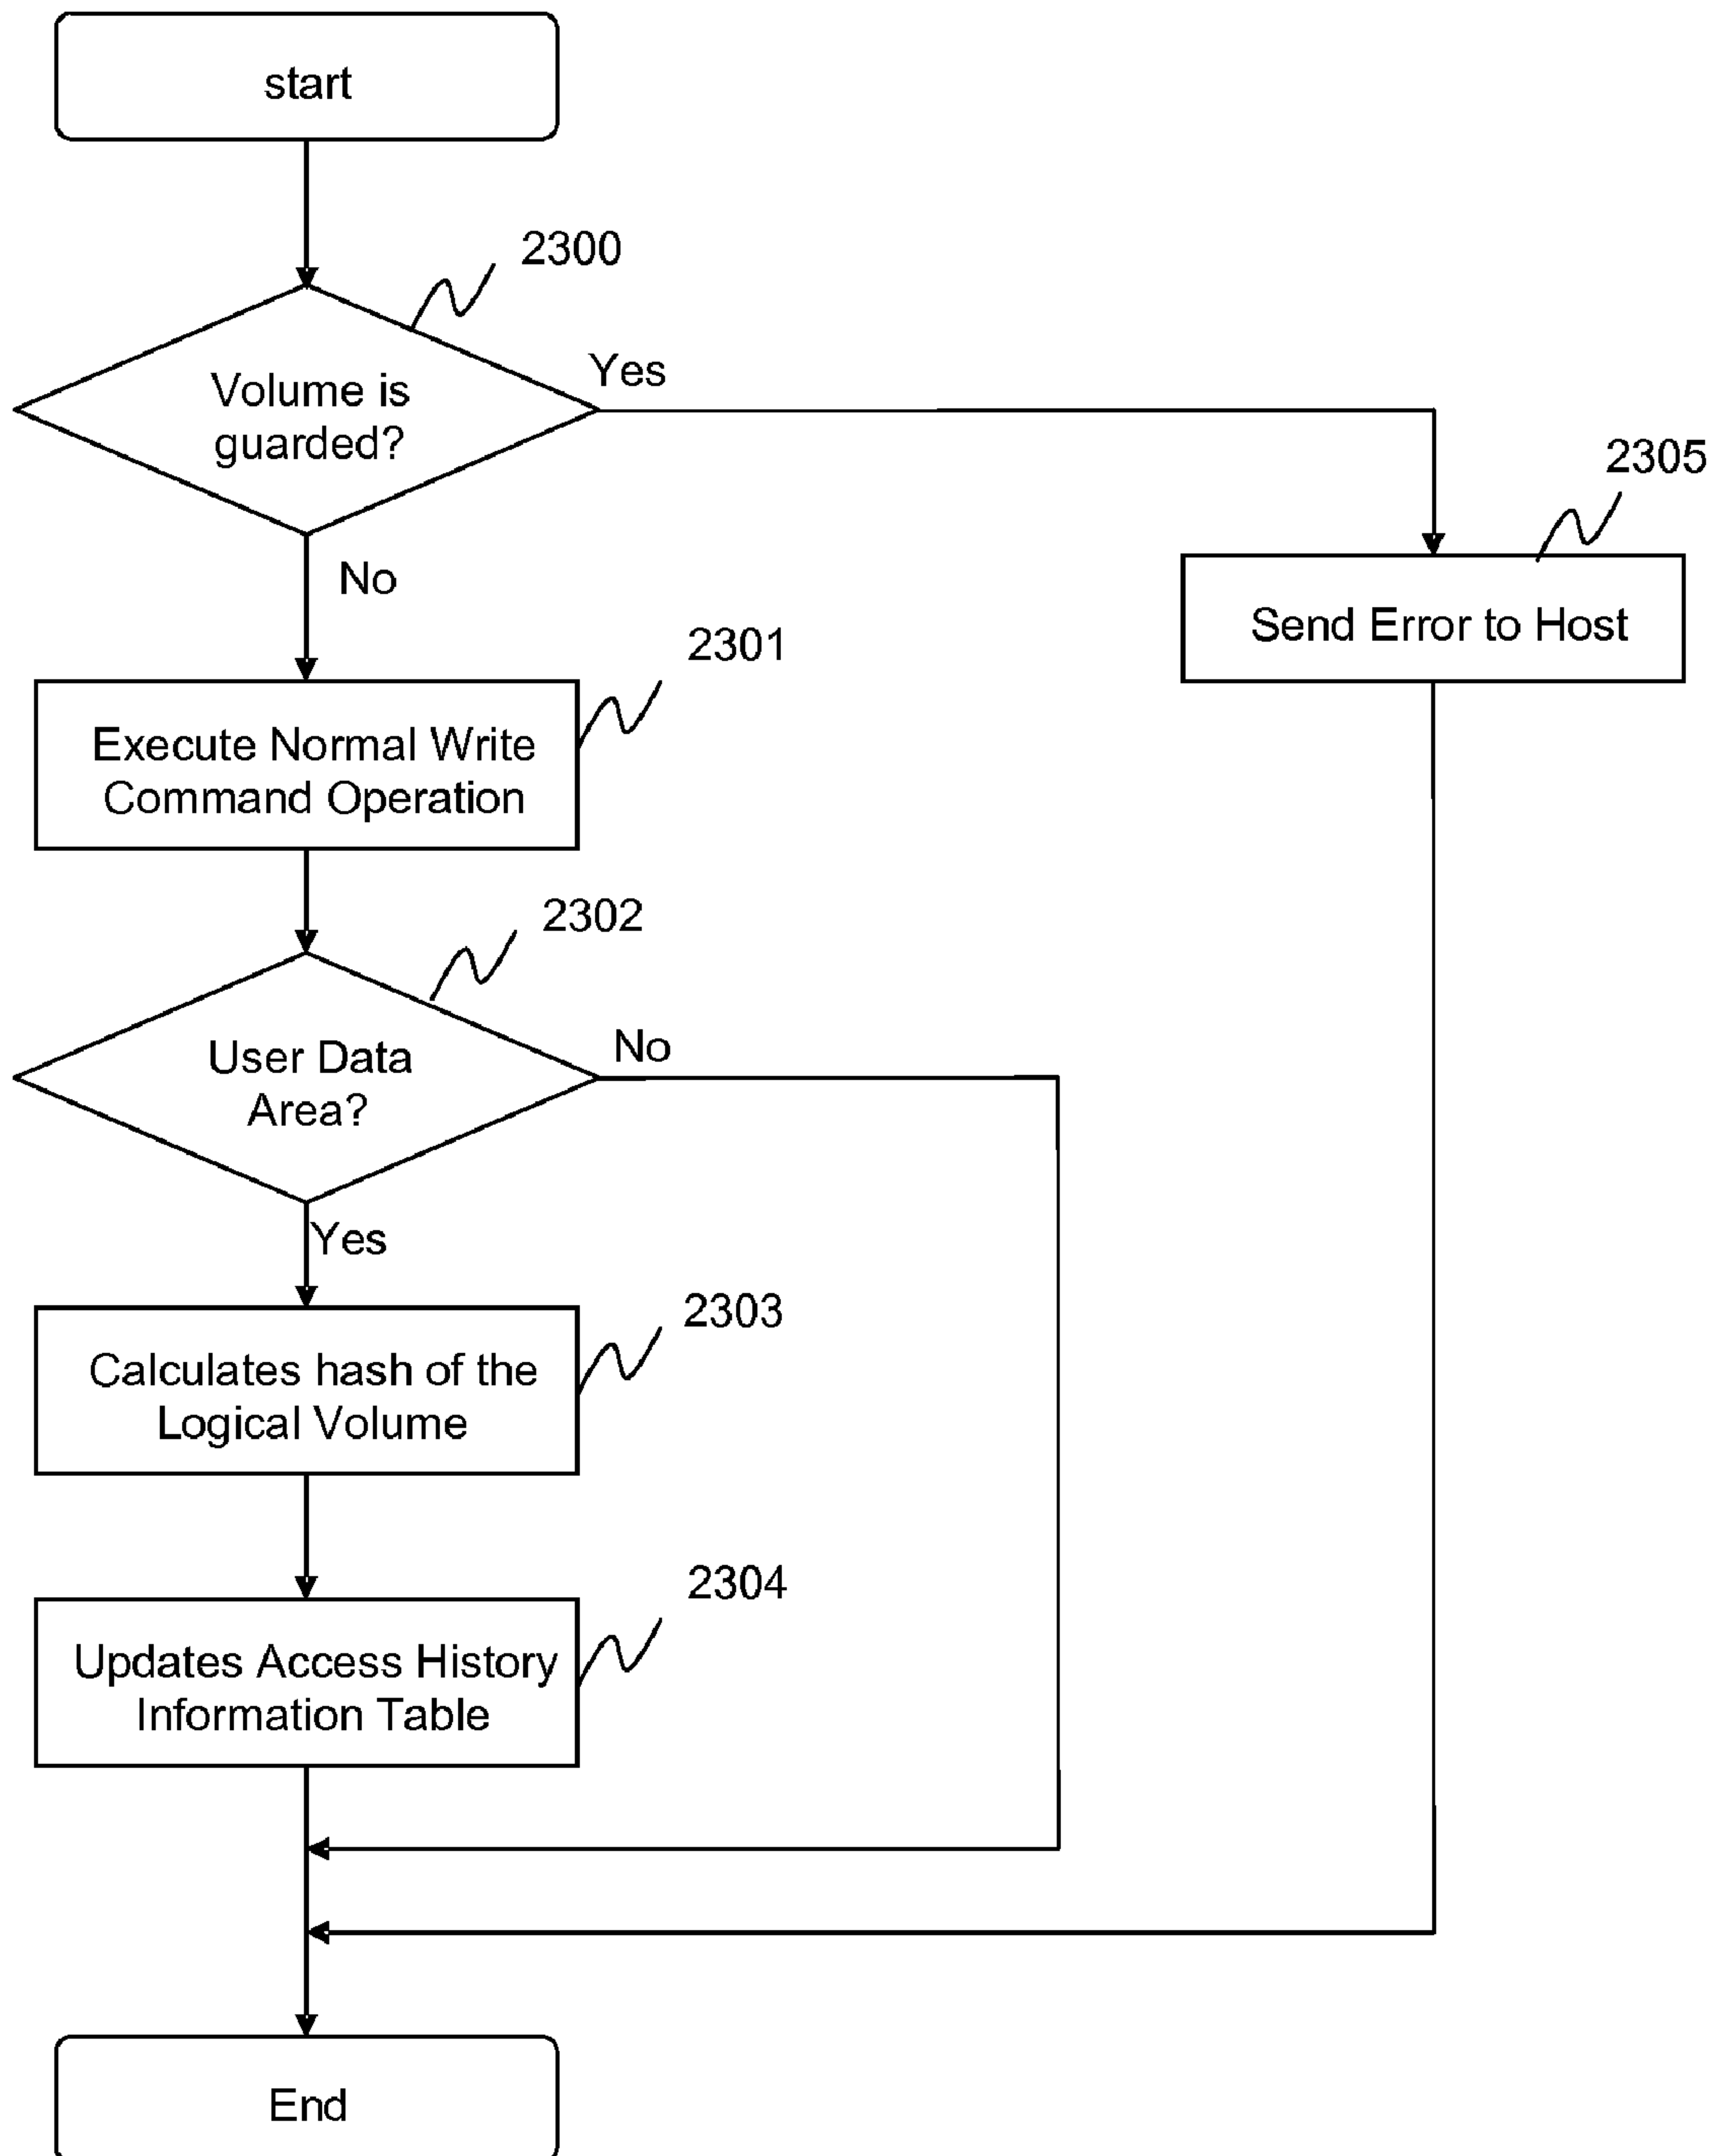 start
2300
Volume is
guarded?
Yes
No
2305
Send Error to Host
2301
Execute Normal Write
Command Operation
2302
User Data
Area?
No
Yes
2303
Calculates hash of the
Logical Volume
2304
Updates Access History
Information Table
End